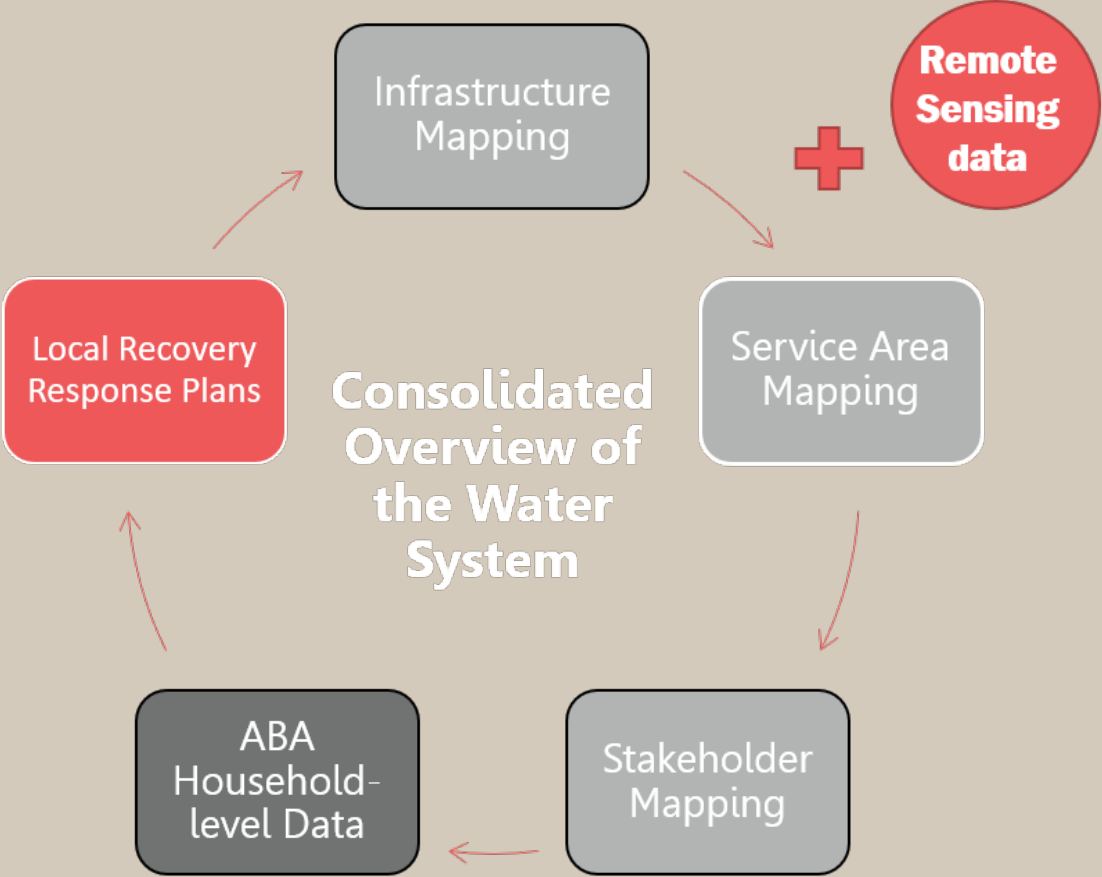 Infrastructure
Mapping
Remote
Sensing
data
Service Area
Mapping
Stakeholder
Mapping
ABA
Household-
level Data
Local Recovery
Response Plans
Consolidated
Overview of
the Water
System